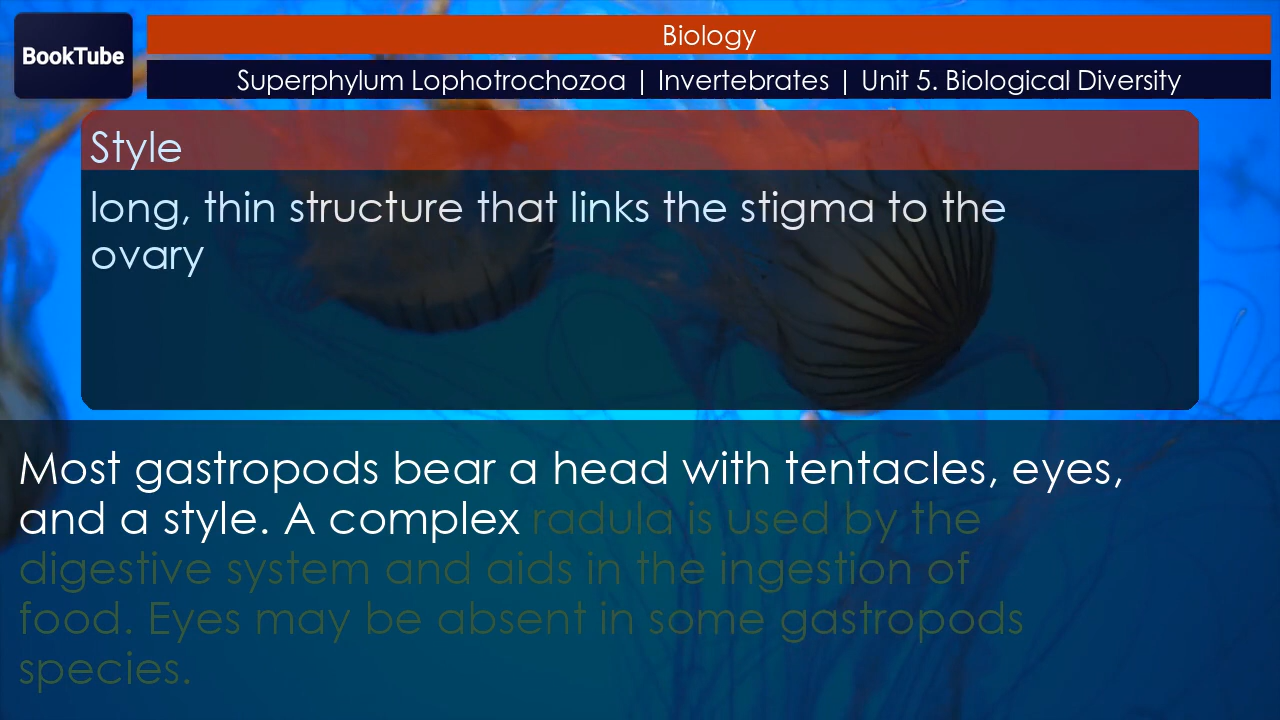 BookTube
Biology
Superphylum Lophotrochozoa | Invertebrates | Unit 5. Biological Diversity
Style
long, thin structure that links the stigma to the
ovary
Most gastropods bear a head with tentacles, eyes,
and a style. A complex radula is used by the
digestive system and aids in the ingestion of
food. Eyes may be absent in some gastropods
species.